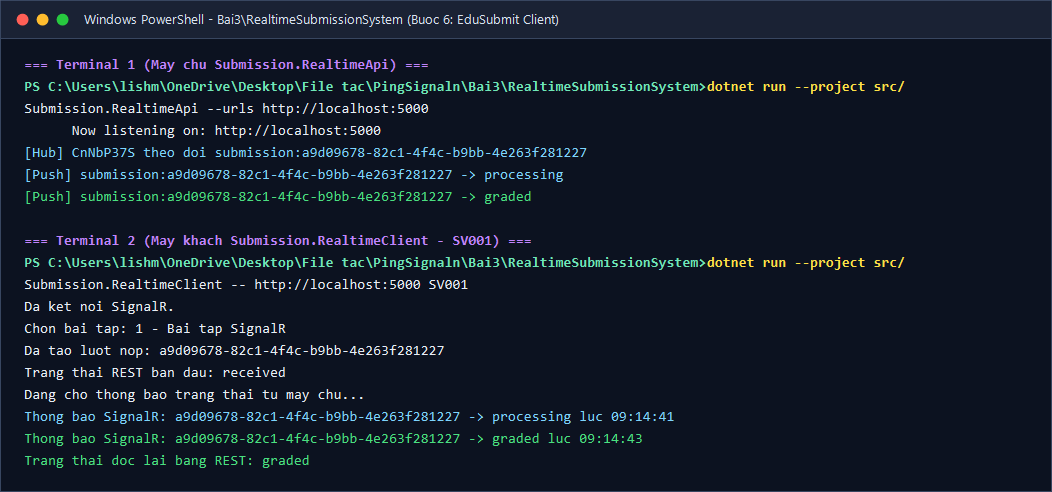 Windows PowerShell - Bai3\RealtimeSubmissionSystem (Buoc 6: EduSubmit Client)
=== Terminal 1 (May chu Submission.RealtimeApi) ===
PS C:\Users\lishm\OneDrive\Desktop\File tac\PingSignaln\Bai3\RealtimeSubmissionSystem>dotnet run --project src/
Submission.RealtimeApi --urls http://localhost:5000
Now listening on: http://localhost:5000
[Hub] CnNbP37S theo doi submission:a9d09678-82c1-4f4c-b9bb-4e263f281227
[Push] submission:a9d09678-82c1-4f4c-b9bb-4e263f281227 -> processing
[Push] submission:a9d09678-82c1-4f4c-b9bb-4e263f281227 -> graded
=== Terminal 2 (May khach Submission.RealtimeClient - SV001) ===
PS C:\Users\lishm\OneDrive\Desktop\File tac\PingSignaln\Bai3\RealtimeSubmissionSystem>dotnet run --project src/
Submission.RealtimeClient -- http://localhost:5000 SV001
Da ket noi SignalR.
Chon bai tap: 1 - Bai tap SignalR
Da tao luot nop: a9d09678-82c1-4f4c-b9bb-4e263f281227
Trang thai REST ban dau: received
Dang cho thong bao trang thai tu may chu...
Thong bao SignalR: a9d09678-82c1-4f4c-b9bb-4e263f281227 -> processing luc 09:14:41
Thong bao SignalR: a9d09678-82c1-4f4c-b9bb-4e263f281227 -> graded luc 09:14:43
Trang thai doc lai bang REST: graded